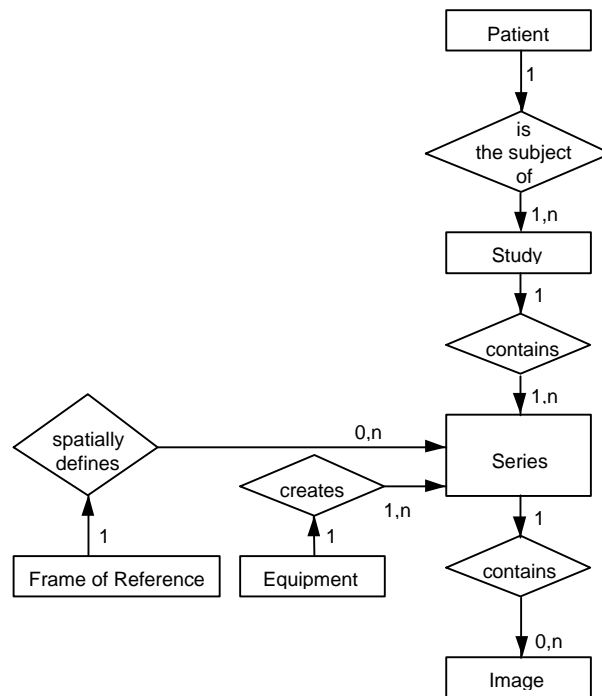 Patient
1
is
the subject
of
1,n
Study
1
contains
1,n
spatially
defines
0,n
Series
creates
1,n
1
1
1
Frame of Reference
Equipment
contains
0,n
Image